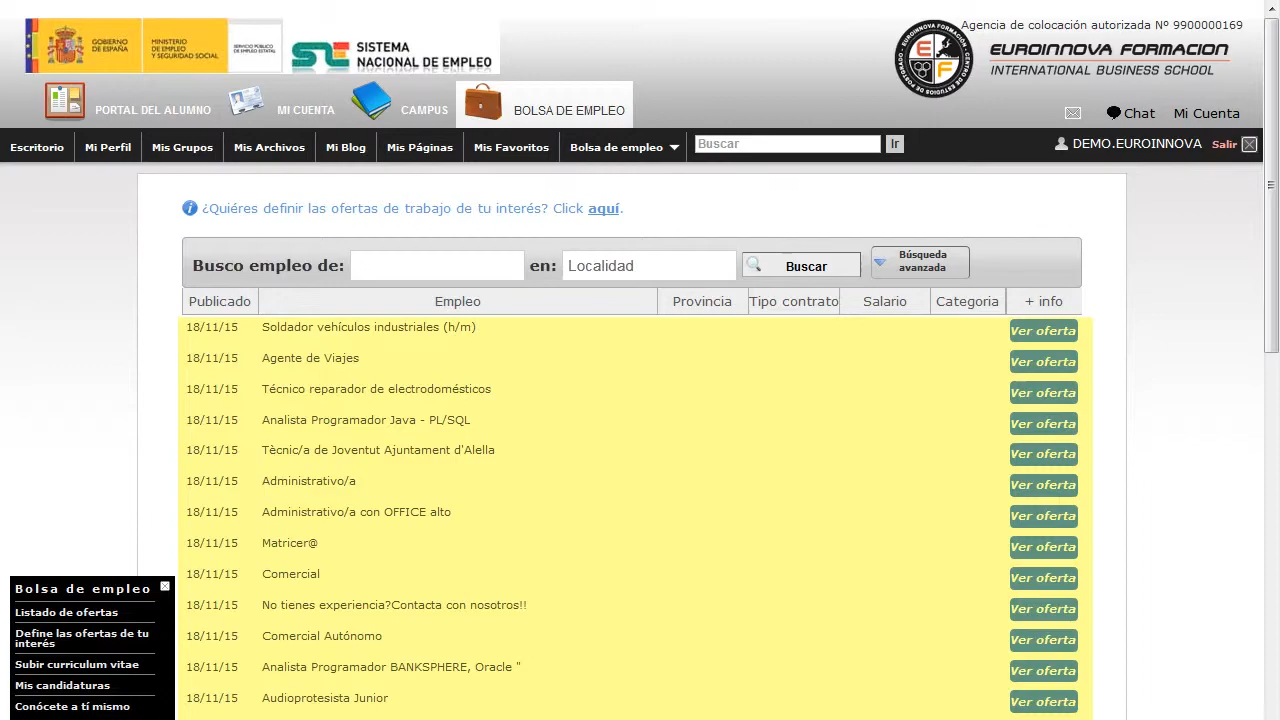 Agencia de colocación autorizada Nº 9900000169
GOBIERNO DE ESPAÑA
MINISTERIO DE EMPLEO Y SEGURIDAD SOCIAL
SERVICIO PÚBLICO DE EMPLEO ESTATAL
SISTEMA NACIONAL DE EMPLEO
EUROINNOVA FORMACIÓN
INTERNATIONAL BUSINESS SCHOOL
PORTAL DEL ALUMNO
MI CUENTA
CAMPUS
BOLSA DE EMPLEO
Chat
Mi Cuenta
Escritorio
Mi Perfil
Mis Grupos
Mis Archivos
Mi Blog
Mis Páginas
Mis Favoritos
Bolsa de empleo
Buscar
Ir
DEMO.EUROINNOVA
Salir
¿Quiéres definir las ofertas de trabajo de tu interés? Click aquí.
Busco empleo de:
en:
Localidad
Buscar
Búsqueda avanzada
Publicado Empleo Provincia Tipo contrato Salario Categoria + info
18/11/15 Soldador vehículos industriales (h/m) Ver oferta
18/11/15 Agente de Viajes Ver oferta
18/11/15 Técnico reparador de electrodomésticos Ver oferta
18/11/15 Analista Programador Java - PL/SQL Ver oferta
18/11/15 Tècnic/a de Joventut Ajuntament d'Alella Ver oferta
18/11/15 Administrativo/a Ver oferta
18/11/15 Administrativo/a con OFFICE alto Ver oferta
18/11/15 Matricer@ Ver oferta
18/11/15 Comercial Ver oferta
18/11/15 No tienes experiencia?Contacta con nosotros!! Ver oferta
18/11/15 Comercial Autónomo Ver oferta
18/11/15 Analista Programador BANKSPHERE, Oracle " Ver oferta
18/11/15 Audioprotesista Junior Ver oferta
Bolsa de empleo
Listado de ofertas
Define las ofertas de tu
interés
Subir curriculum vitae
Mis candidaturas
Conócete a tí mismo